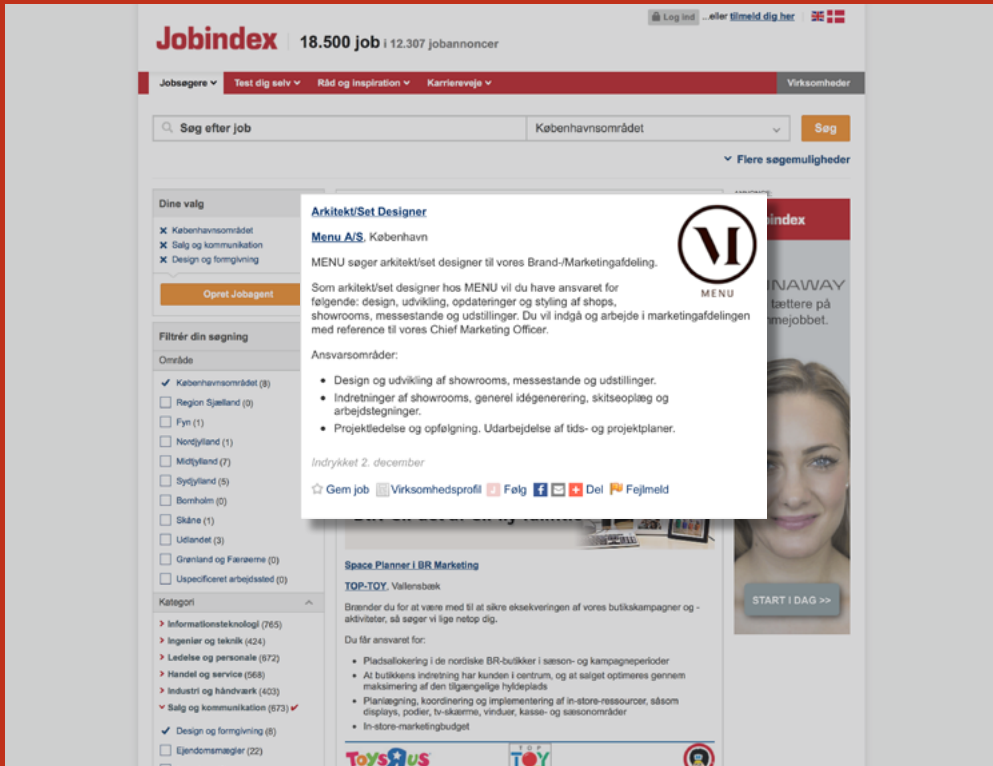 Log ind ...eller tilmeld dig her
Jobindex 18.500 job i 12.307 jobannoncer
Jobsøgere Test dig selv Råd og inspiration Karriereveje Virksomheder
Søg efter job Københavnsområdet Søg
Flere søgemuligheder
Dine valg
Københavnsområdet
Salg og kommunikation
Design og formgivning
Opret Jobagent
Filtrér din søgning
Område
Københavnsområdet (8)
Region Sjælland (0)
Fyn (1)
Nordjylland (1)
Midtjylland (7)
Sydjylland (5)
Bornholm (0)
Skåne (1)
Udlandet (3)
Grønland og Færøerne (0)
Uspecificeret arbejdssted (0)
Kategori
Informationsteknologi (765)
Ingeniør og teknik (424)
Ledelse og personale (672)
Handel og service (568)
Industri og håndværk (403)
Salg og kommunikation (673)
Design og formgivning (8)
Ejendomsmægler (22)
Arkitekt/Set Designer
Menu A/S, København
MENU søger arkitekt/set designer til vores Brand-/Marketingafdeling.
Som arkitekt/set designer hos MENU vil du have ansvaret for
følgende: design, udvikling, opdateringer og styling af shops,
showrooms, messestande og udstillinger. Du vil indgå og arbejde i marketingafdelingen
med reference til vores Chief Marketing Officer.
Ansvarsområder:
Design og udvikling af showrooms, messestande og udstillinger.
Indretninger af showrooms, generel idégenerering, skitseoplæg og
arbejdstegninger.
Projektledelse og opfølgning. Udarbejdelse af tids- og projektplaner.
Indrykket 2. december
Gem job Virksomhedsprofil Følg Del Fejlmeld
MENU
Space Planner i BR Marketing
TOP-TOY, Vallensbæk
Brænder du for at være med til at sikre eksekveringen af vores butikskampagner og -
aktiviteter, så søger vi lige netop dig.
Du får ansvaret for:
Pladsallokering i de nordiske BR-butikker i sæson- og kampagneperioder
At butikkens indretning har kunden i centrum, og at salget optimeres gennem
maksimering af den tilgængelige hyldeplads
Planlægning, koordinering og implementering af in-store-ressourcer, såsom
displays, podier, tv-skærme, vinduer, kasse- og sæsonområder
In-store-marketingbudget
TOYS R US
TOP
TOY
index
NAWAY
tættere på
mejobbet.
START I DAG >>